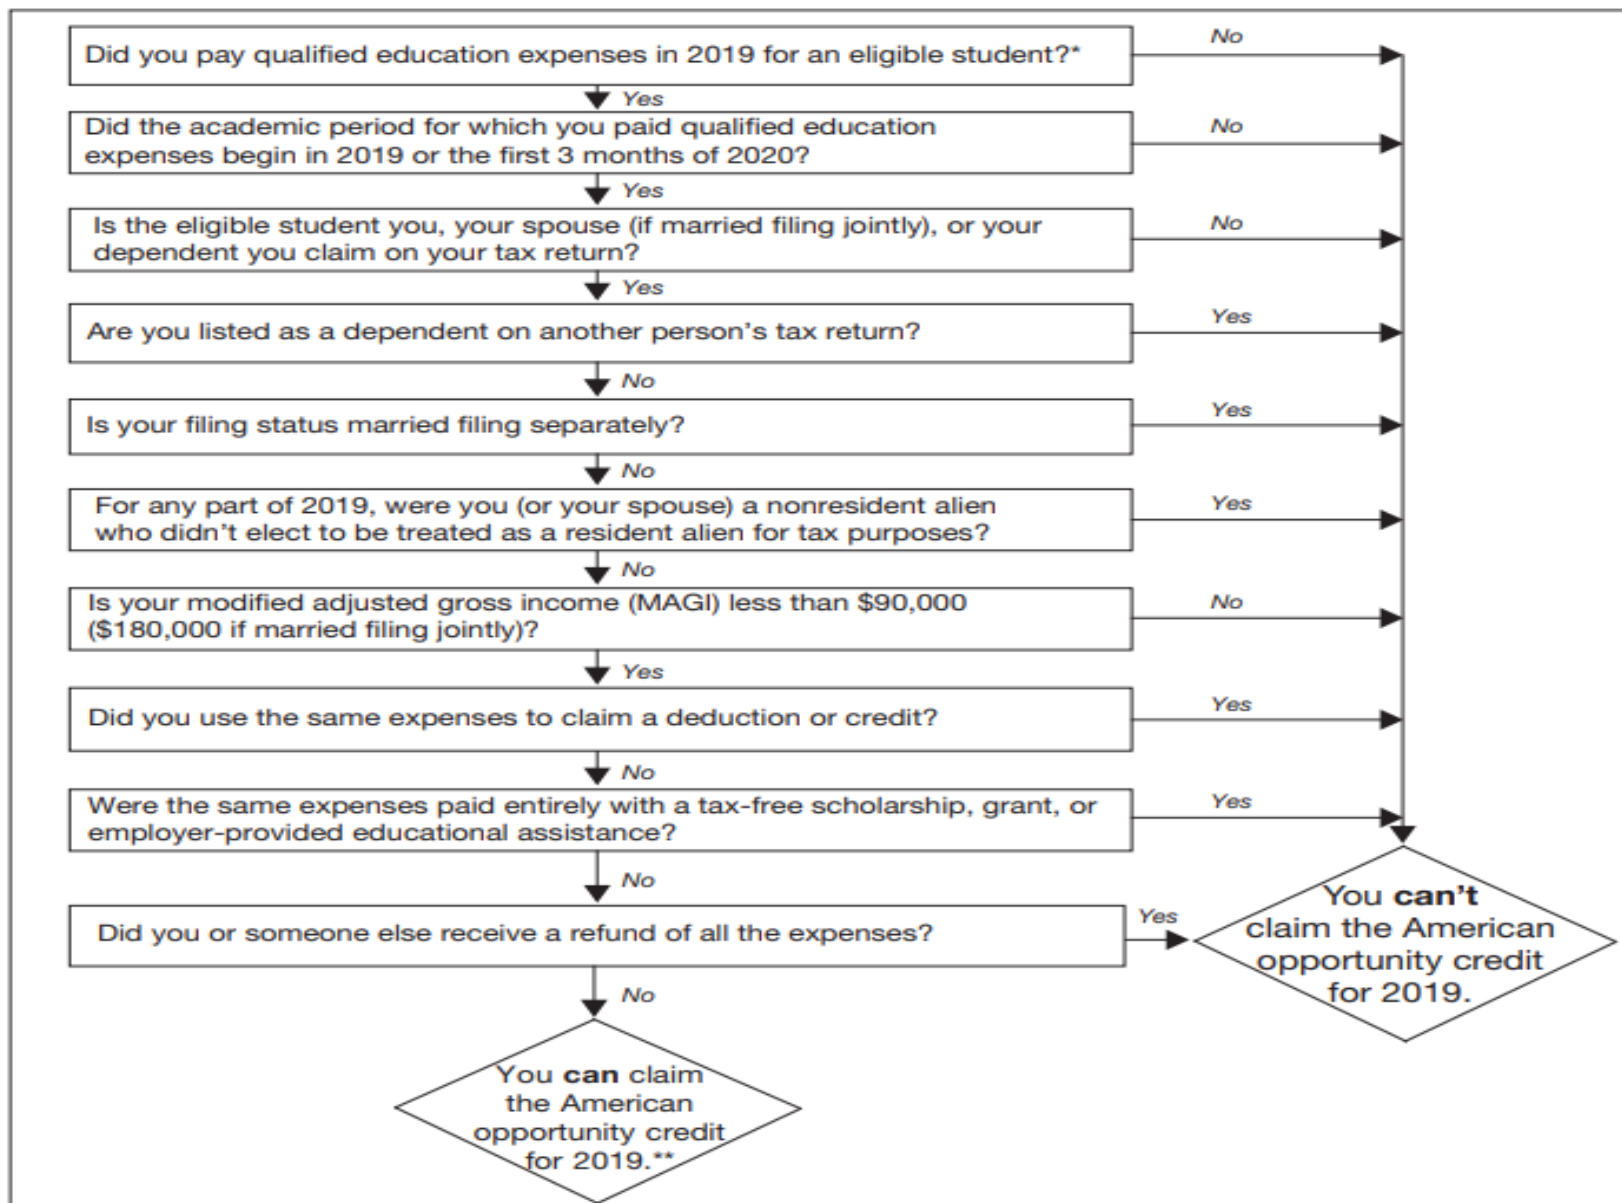 Did you pay qualified education expenses in 2019 for an eligible student?*
No
Yes
Did the academic period for which you paid qualified education
expenses begin in 2019 or the first 3 months of 2020?
No
Yes
Is the eligible student you, your spouse (if married filing jointly), or your
dependent you claim on your tax return?
No
Yes
Are you listed as a dependent on another person's tax return?
Yes
No
Is your filing status married filing separately?
Yes
No
For any part of 2019, were you (or your spouse) a nonresident alien
who didn't elect to be treated as a resident alien for tax purposes?
Yes
No
Is your modified adjusted gross income (MAGI) less than $90,000
($180,000 if married filing jointly)?
No
Yes
Did you use the same expenses to claim a deduction or credit?
Yes
No
Were the same expenses paid entirely with a tax-free scholarship, grant, or
employer-provided educational assistance?
Yes
No
Did you or someone else receive a refund of all the expenses?
Yes
You can't
claim the American
opportunity credit
for 2019.
No
You can claim
the American
opportunity credit
for 2019.**